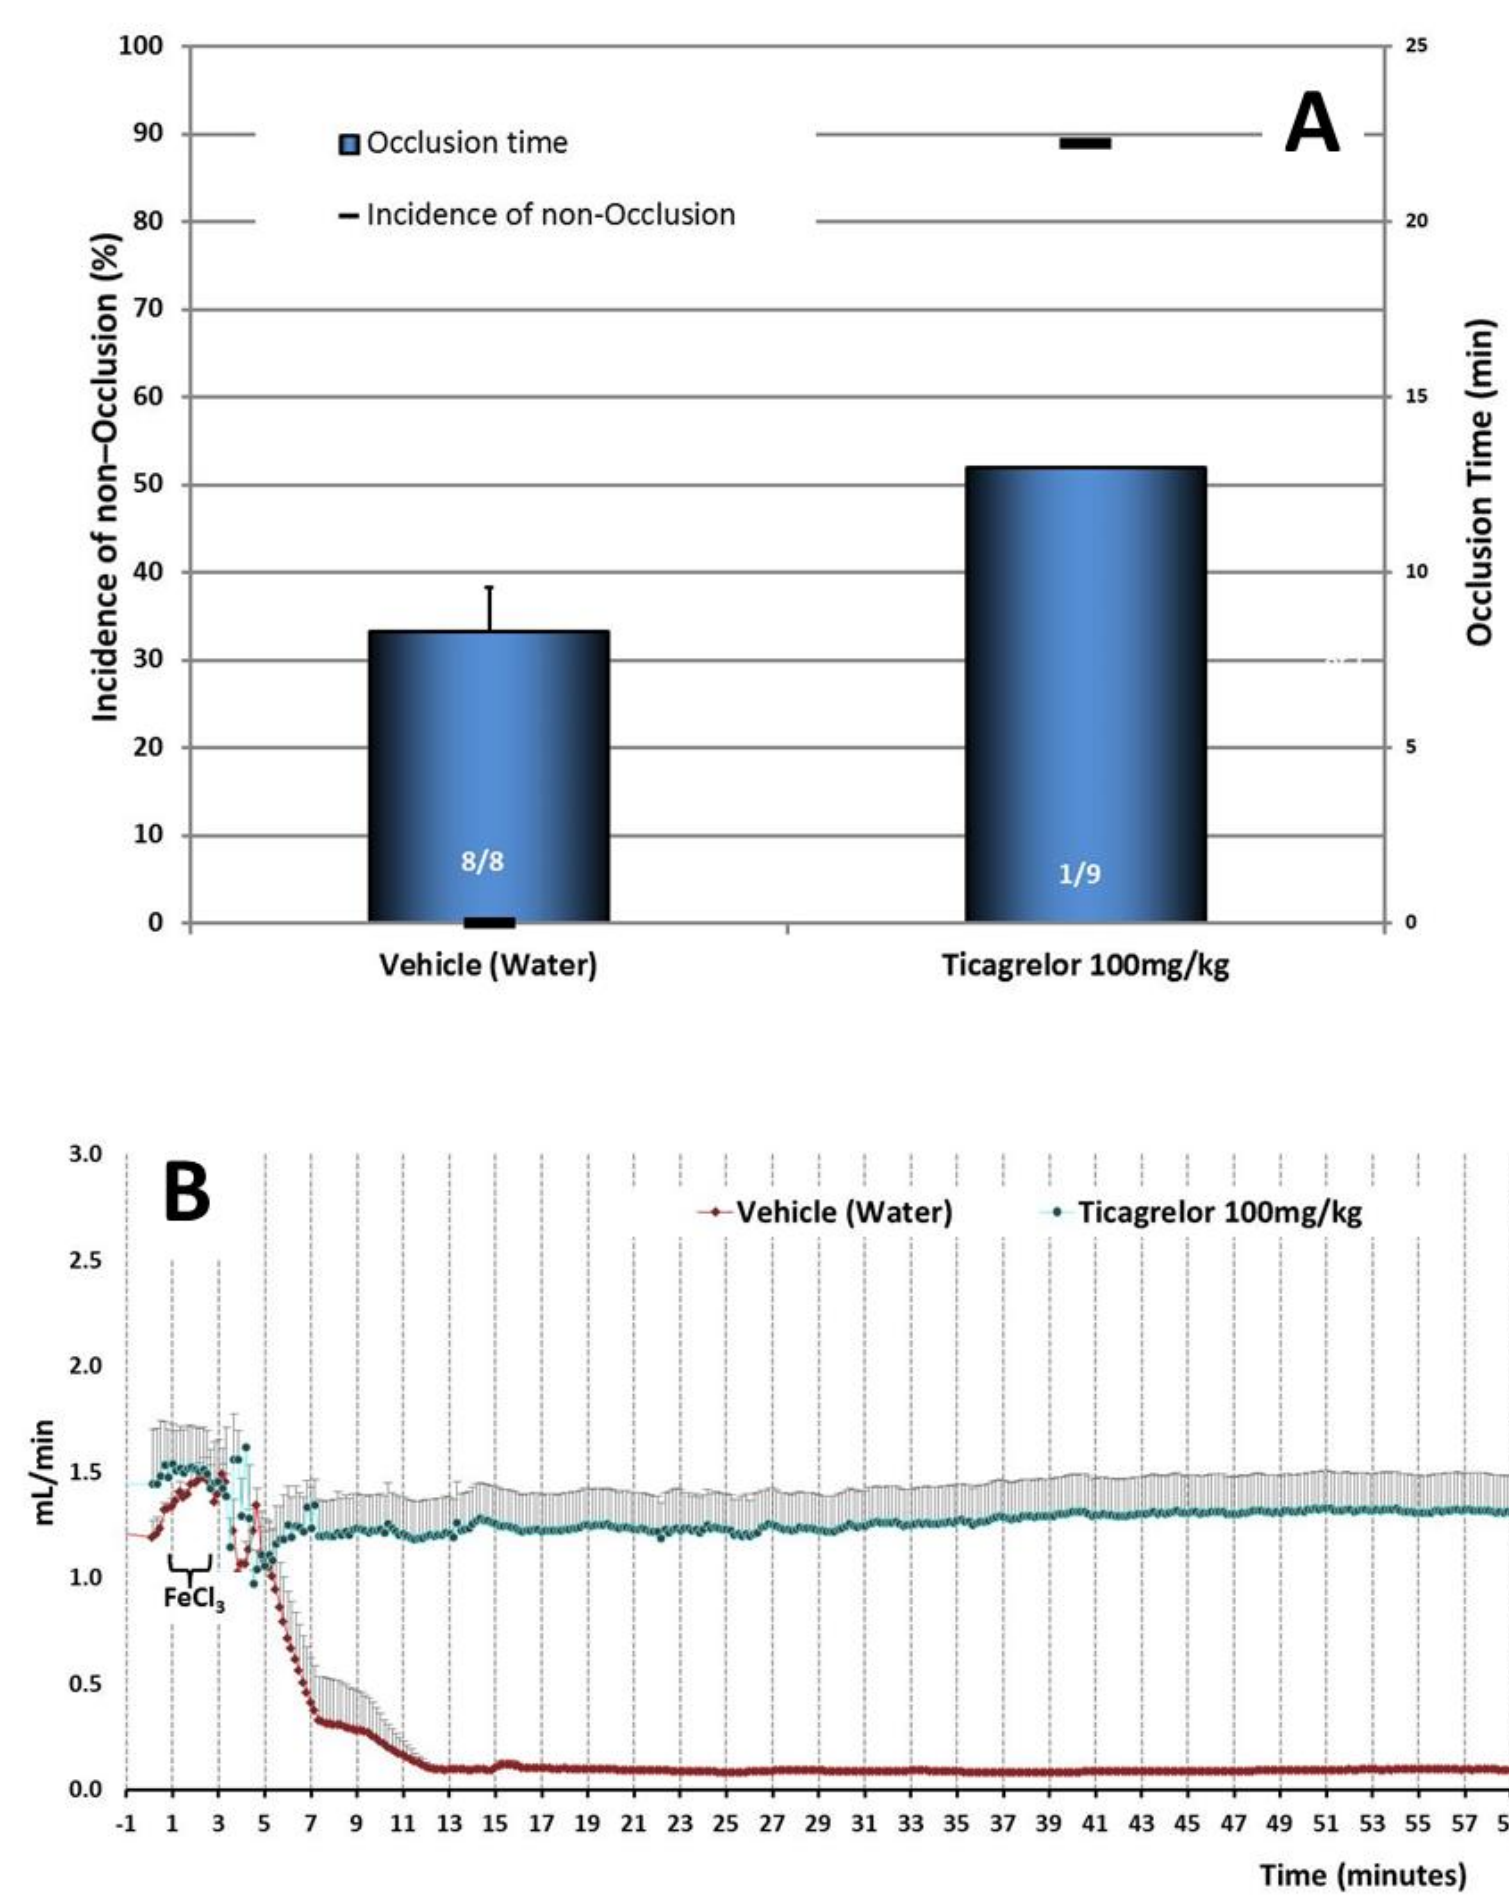 100
90
80
70
60
50
40
30
20
10
0
25
20
15
10
5
0
A
Occlusion time
Incidence of non-Occlusion
Incidence of non–Occlusion (%)
Occlusion Time (min)
8/8
1/9
Vehicle (Water)
Ticagrelor 100mg/kg
B
3.0
2.5
2.0
1.5
1.0
0.5
0.0
mL/min
Vehicle (Water)
Ticagrelor 100mg/kg
FeCl₃
-1 1 3 5 7 9 11 13 15 17 19 21 23 25 27 29 31 33 35 37 39 41 43 45 47 49 51 53 55 57
Time (minutes)